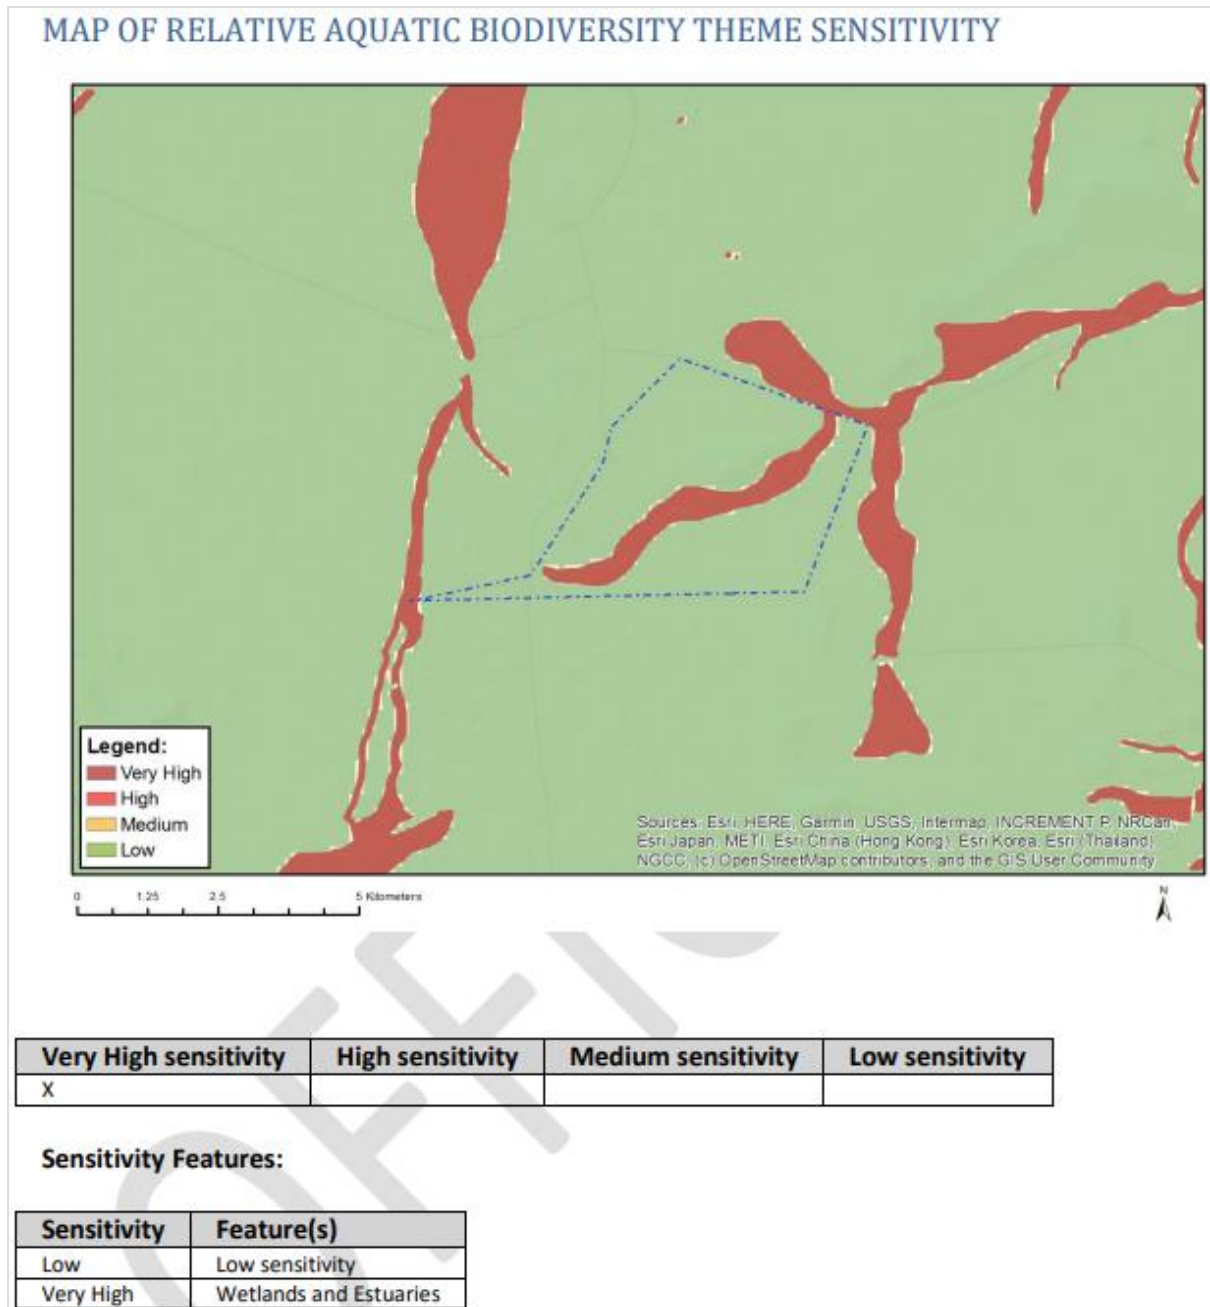 MAP OF RELATIVE AQUATIC BIODIVERSITY THEME SENSITIVITY
Legend:
Very High
High
Medium
Low
Sources: Esri, HERE, Garmin, USGS, Intermap, INCREMENT P, NRCan,
Esri Japan, METI, Esri China (Hong Kong), Esri Korea, Esri (Thailand),
NGCC, (c) OpenStreetMap contributors, and the GIS User Community
0 1.25 2.5 5 Kilometers
N
Very High sensitivity High sensitivity Medium sensitivity Low sensitivity
X
Sensitivity Features:
Sensitivity Feature(s)
Low Low sensitivity
Very High Wetlands and Estuaries